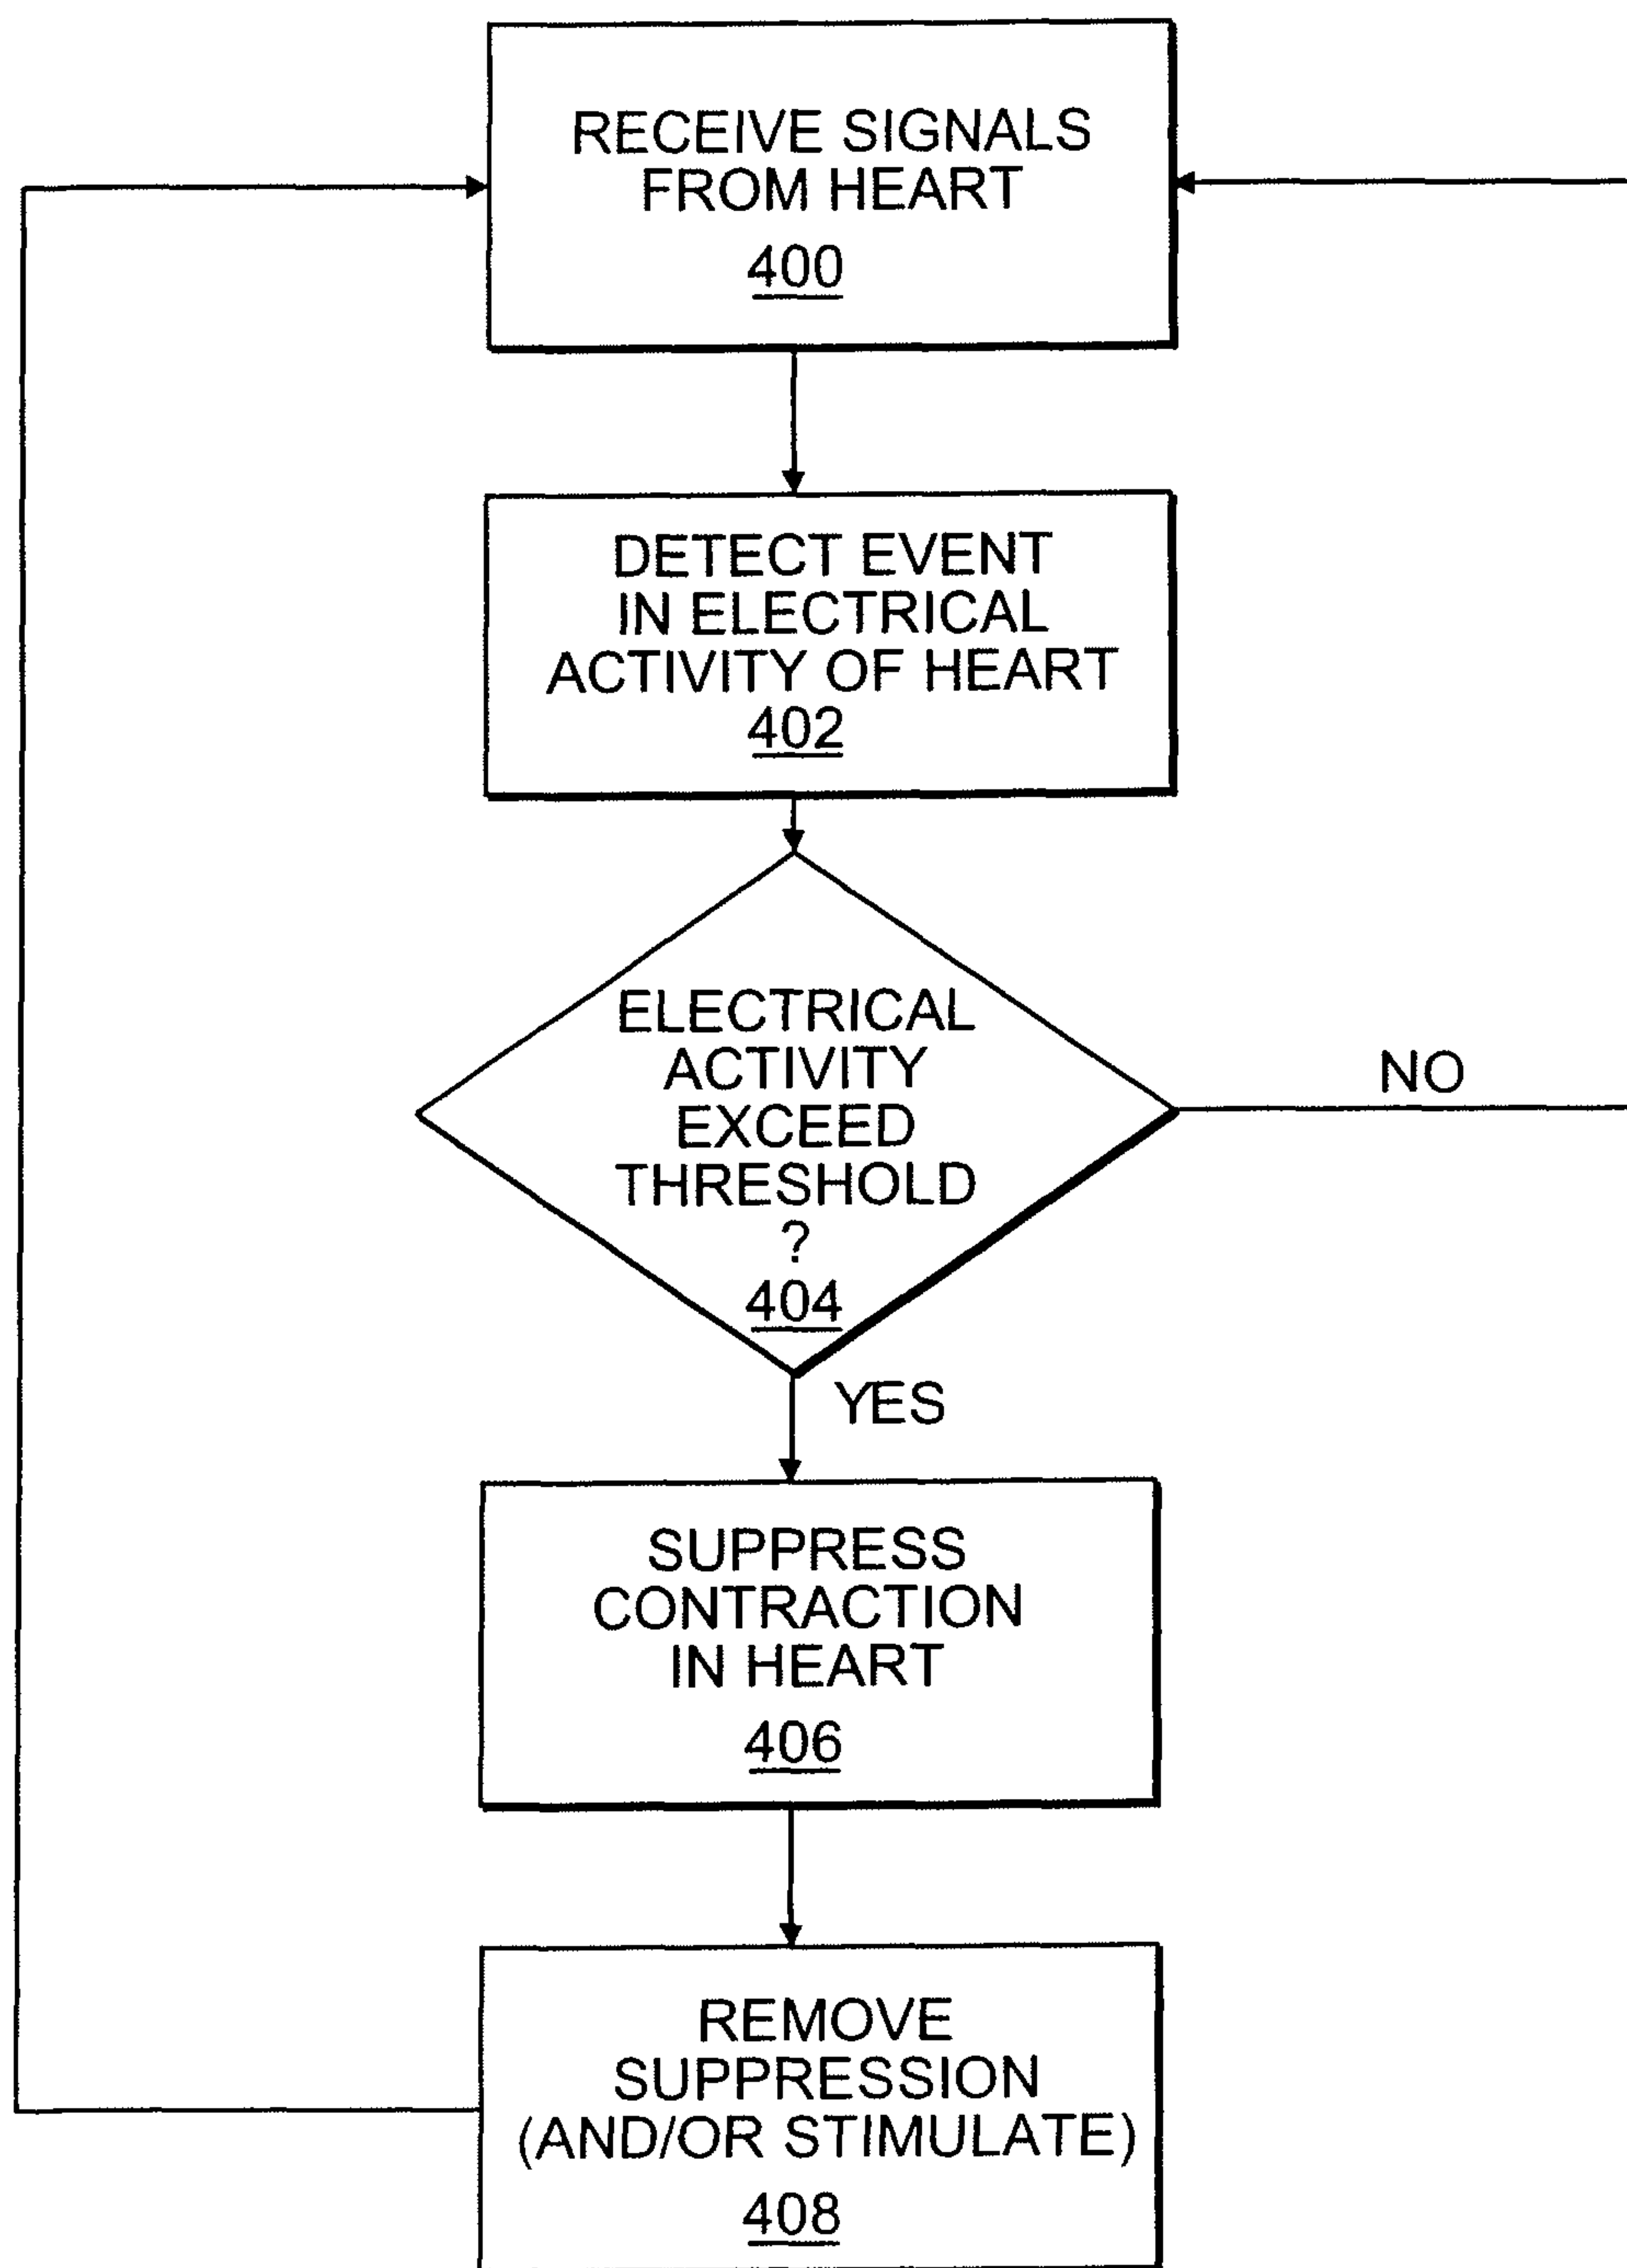 RECEIVE SIGNALS
FROM HEART
400
DETECT EVENT
IN ELECTRICAL
ACTIVITY OF HEART
402
ELECTRICAL
ACTIVITY
EXCEED
THRESHOLD
?
404
NO
YES
SUPPRESS
CONTRACTION
IN HEART
406
REMOVE
SUPPRESSION
(AND/OR STIMULATE)
408